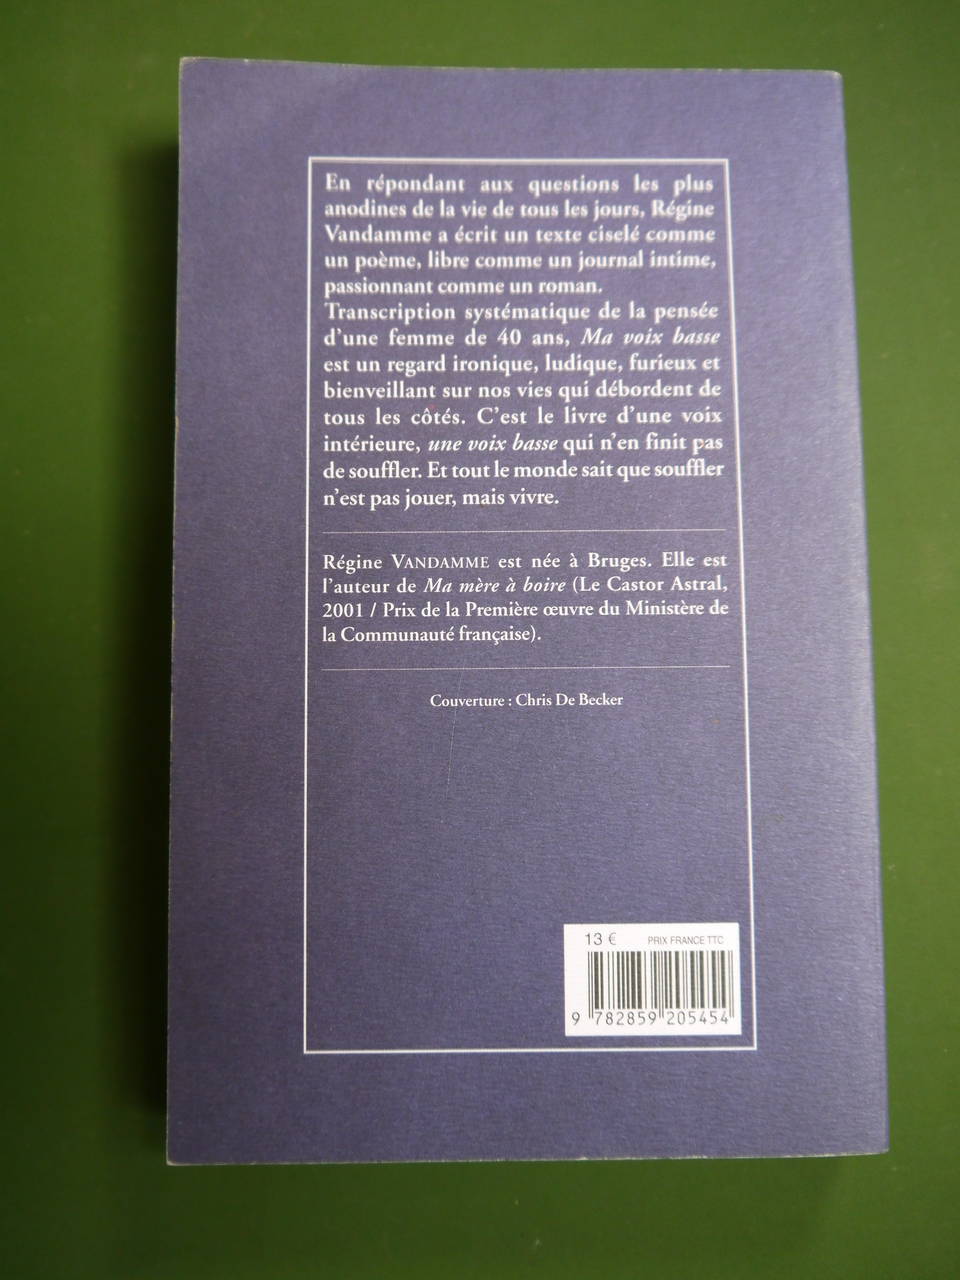 En répondant aux questions les plus
anodines de la vie de tous les jours, Régine
Vandamme a écrit un texte ciselé comme
un poème, libre comme un journal intime,
passionnant comme un roman.
Transcription systématique de la pensée
d'une femme de 40 ans, Ma voix basse
est un regard ironique, ludique, furieux et
bienveillant sur nos vies qui débordent de
tous les côtés. C'est le livre d'une voix
intérieure, une voix basse qui n'en finit pas
de souffler. Et tout le monde sait que souffler
n'est pas jouer, mais vivre.
Régine VANDAMME est née à Bruges. Elle est
l'auteur de Ma mère à boire (Le Castor Astral,
2001 / Prix de la Première œuvre du Ministère de
la Communauté française).
Couverture : Chris De Becker
13 € PRIX FRANCE TTC
9 782859 205454